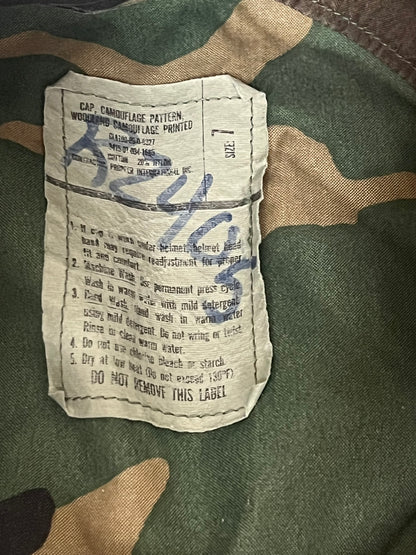 CAP, CAMOUFLAGE PATTERN,
WOODLAND CAMOUFLAGE PRINTED
COTTON 20% NYLON
SIZE: 7
1. If cap is worn under helmet, helmet head
band may require readjustment for proper
fit and comfort.
2. Machine Wash: Use permanent press cycle.
Wash in warm water with mild detergent.
3. Hand Wash: Hand wash in warm water
using mild detergent. Do not wring or twist.
Rinse in clean warm water.
4. Do not use chlorine bleach or starch.
5. Dry at low heat (Do not exceed 130°F).
DO NOT REMOVE THIS LABEL